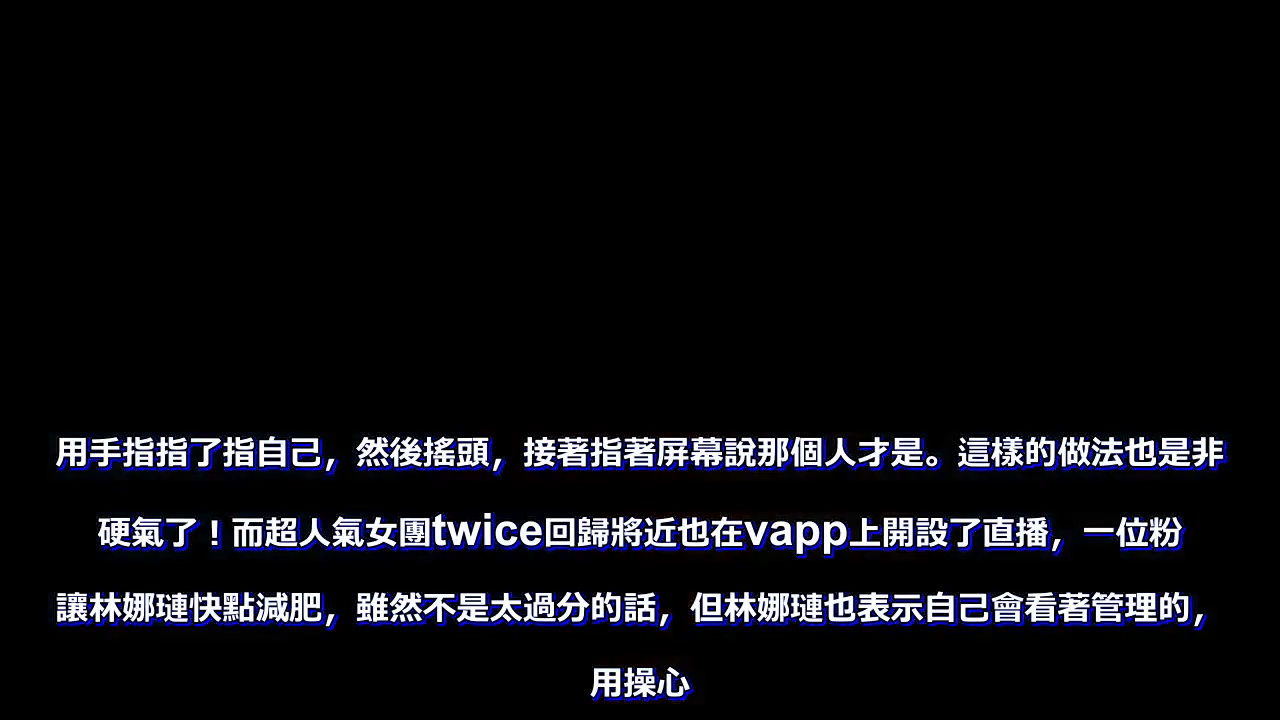 用手指指了指自己，然後搖頭，接著指著屏幕說那個人才是。這樣的做法也是非
硬氣了！而超人氣女團twice回歸將近也在vapp上開設了直播，一位粉
讓林娜璉快點減肥，雖然不是太過分的話，但林娜璉也表示自己會看著管理的，
用操心